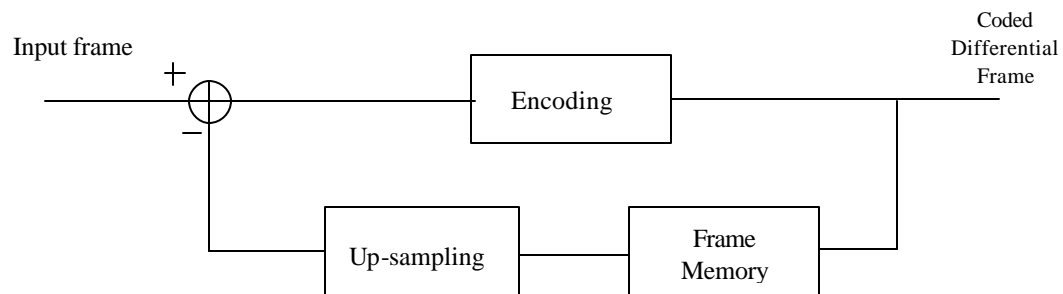 Input frame
Coded
Differential
Frame
+
Encoding
−
Up-sampling
Frame
Memory